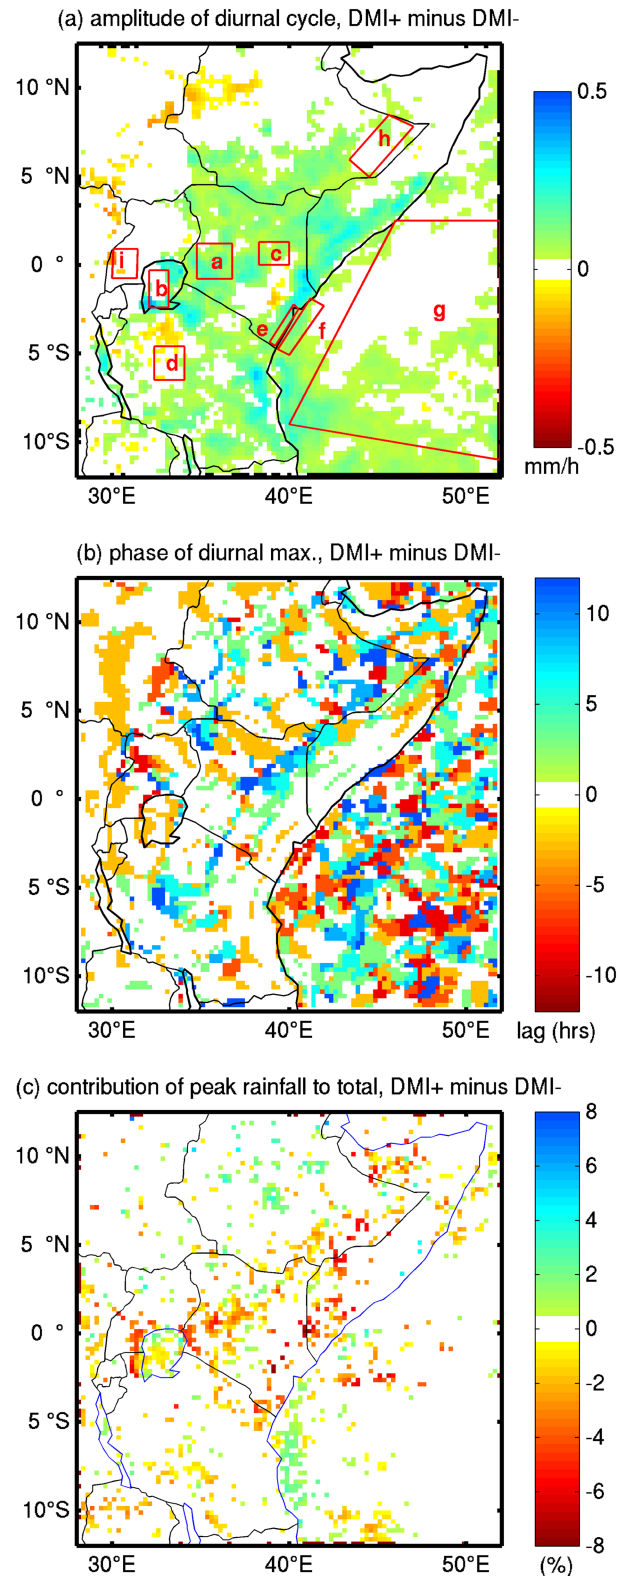 (a) amplitude of diurnal cycle, DMI+ minus DMI-
10 °N
5 °N
0 °
5°S
10°S
30°E
40°E
50°E
h
i
a
c
b
g
e
f
d
0.5
0
-0.5
mm/h
(b) phase of diurnal max., DMI+ minus DMI-
10 °N
5 °N
0 °
5°S
10°S
30°E
40°E
50°E
10
5
0
-5
-10
lag (hrs)
(c) contribution of peak rainfall to total, DMI+ minus DMI-
10 °N
5 °N
0 °
5°S
10°S
30°E
40°E
50°E
8
6
4
2
0
-2
-4
-6
-8
(%)